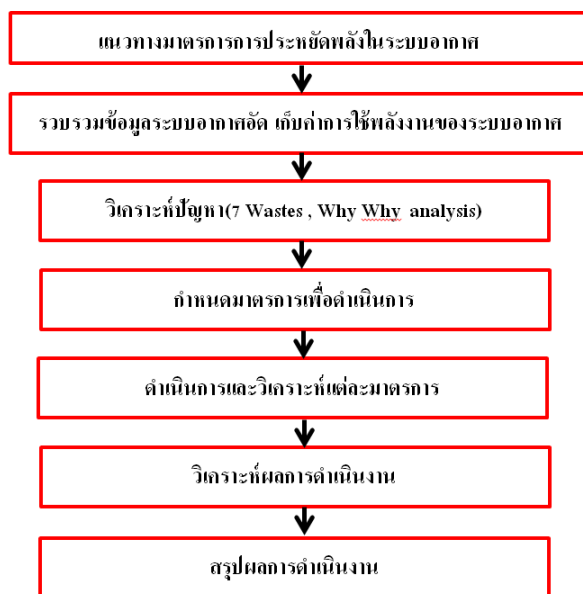 แนวทางมาตรการการประหยัดพลังในระบบอากาศ
รวบรวมข้อมูลระบบอากาศอัด เก็บค่าการใช้พลังงานของระบบอากาศ
วิเคราะห์ปัญหา(7 Wastes , Why Why analysis)
กำหนดมาตรการเพื่อดำเนินการ
ดำเนินการและวิเคราะห์แต่ละมาตรการ
วิเคราะห์ผลการดำเนินงาน
สรุปผลการดำเนินงาน